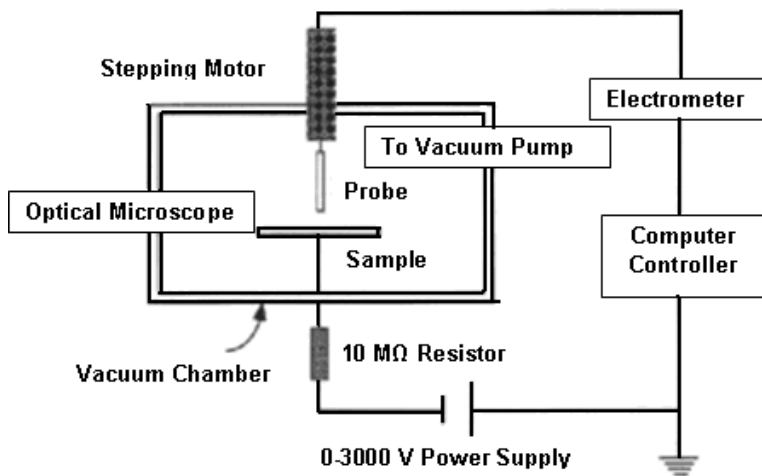 Stepping Motor
Electrometer
To Vacuum Pump
Probe
Optical Microscope
Sample
Computer
Controller
10 MΩ Resistor
Vacuum Chamber
0-3000 V Power Supply